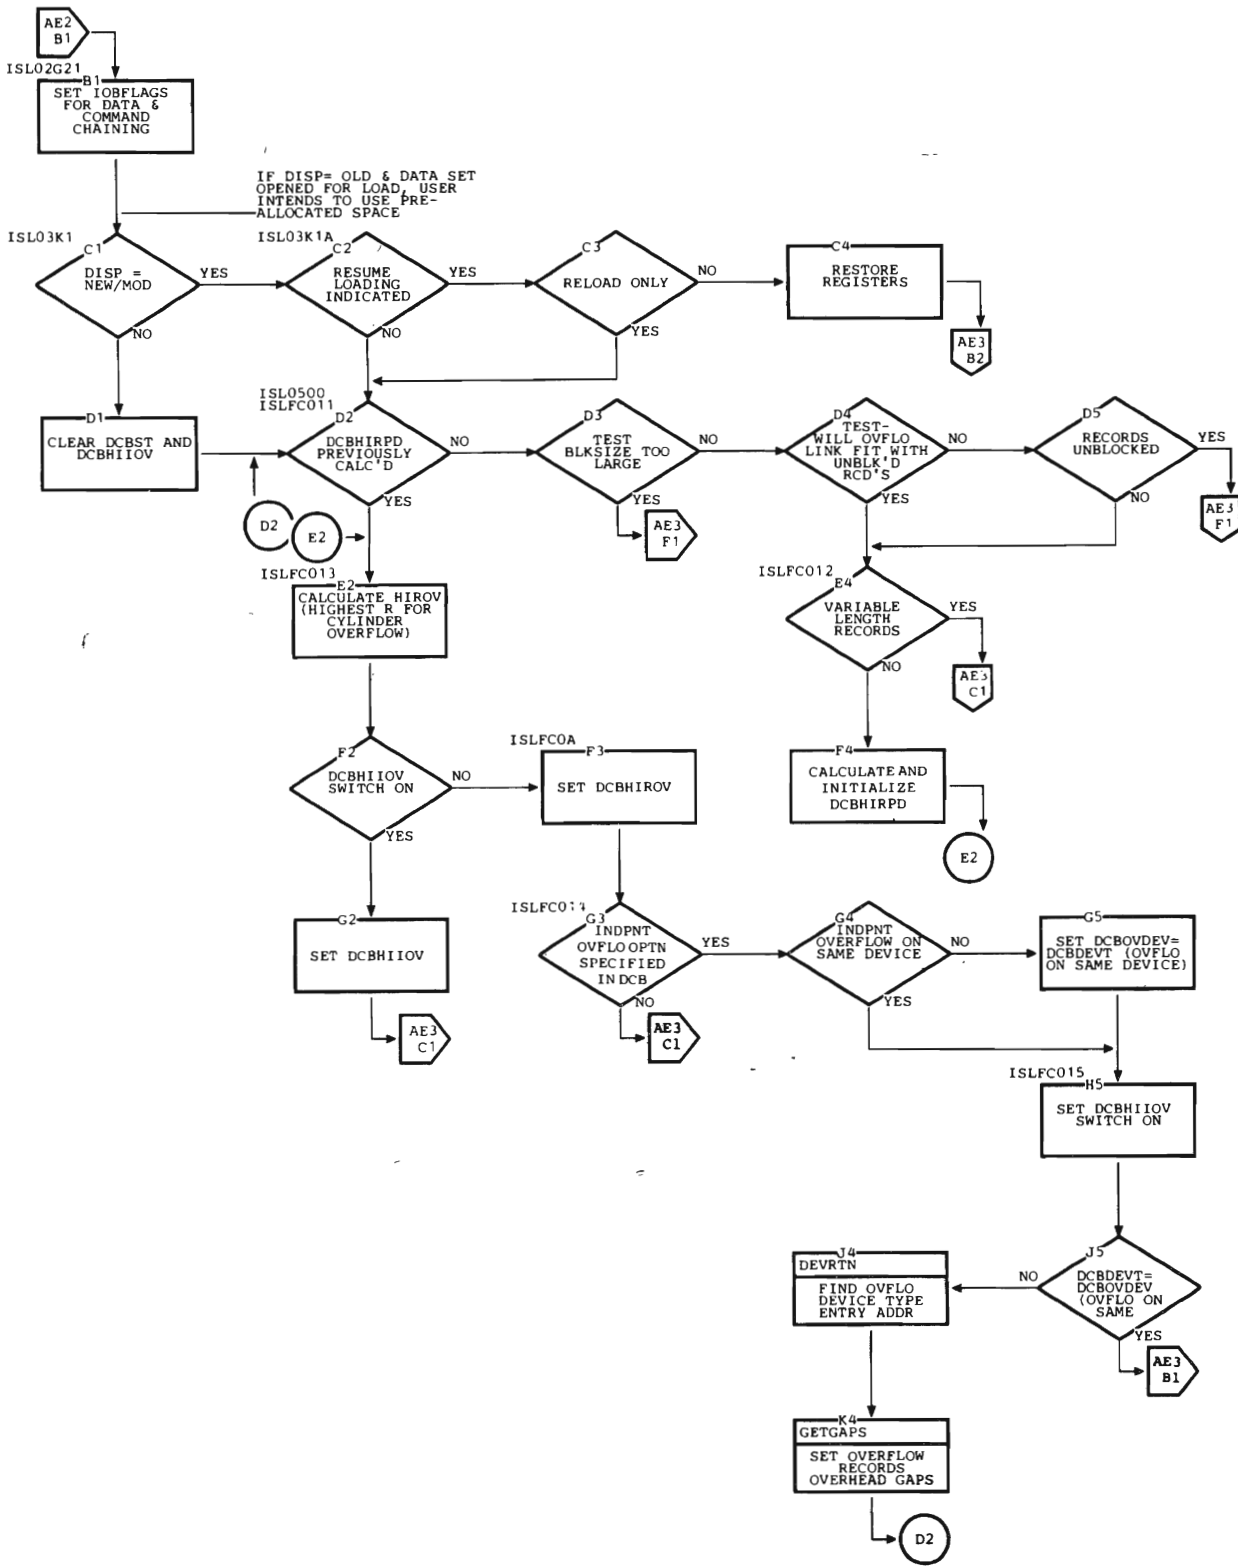 AE2
B1
ISL02G21
B1
SET IOBFLAGS
FOR DATA &
COMMAND
CHAINING
IF DISP= OLD & DATA SET
OPENED FOR LOAD, USER
INTENDS TO USE PRE-
ALLOCATED SPACE
ISL03K1
C1
DISP =
NEW/MOD
YES
NO
ISL03K1A
C2
RESUME
LOADING
INDICATED
YES
NO
C3
RELOAD ONLY
NO
YES
C4
RESTORE
REGISTERS
AE3
B2
D1
CLEAR DCBST AND
DCBHIIOV
ISL0500
ISLFC011
D2
DCBHIRPD
PREVIOUSLY
CALC'D
NO
YES
D3
TEST
BLKSIZE TOO
LARGE
NO
YES
D4
TEST-
WILL OVFLO
LINK FIT WITH
UNBLK'D
RCD'S
NO
YES
D5
RECORDS
UNBLOCKED
YES
NO
D2
E2
AE3
F1
AE3
F1
ISLFC013
E2
CALCULATE HIROV
(HIGHEST R FOR
CYLINDER
OVERFLOW)
ISLFC012
E4
VARIABLE
LENGTH
RECORDS
YES
NO
AE3
C1
F2
DCBHIIOV
SWITCH ON
NO
YES
ISLFC0A
F3
SET DCBHIROV
F4
CALCULATE AND
INITIALIZE
DCBHIRPD
E2
G2
SET DCBHIIOV
AE3
C1
ISLFC014
G3
INDPNT
OVFLO OPTN
SPECIFIED
IN DCB
YES
NO
AE3
C1
G4
INDPNT
OVERFLOW ON
SAME DEVICE
NO
YES
G5
SET DCBOVDEV=
DCBDEVT (OVFLO
ON SAME DEVICE)
ISLFC015
H5
SET DCBHIIOV
SWITCH ON
J4
DEVRTN
FIND OVFLO
DEVICE TYPE
ENTRY ADDR
J5
DCBDEVT=
DCBOVDEV
(OVFLO ON
SAME
NO
YES
AE3
B1
K4
GETGAPS
SET OVERFLOW
RECORDS
OVERHEAD GAPS
D2